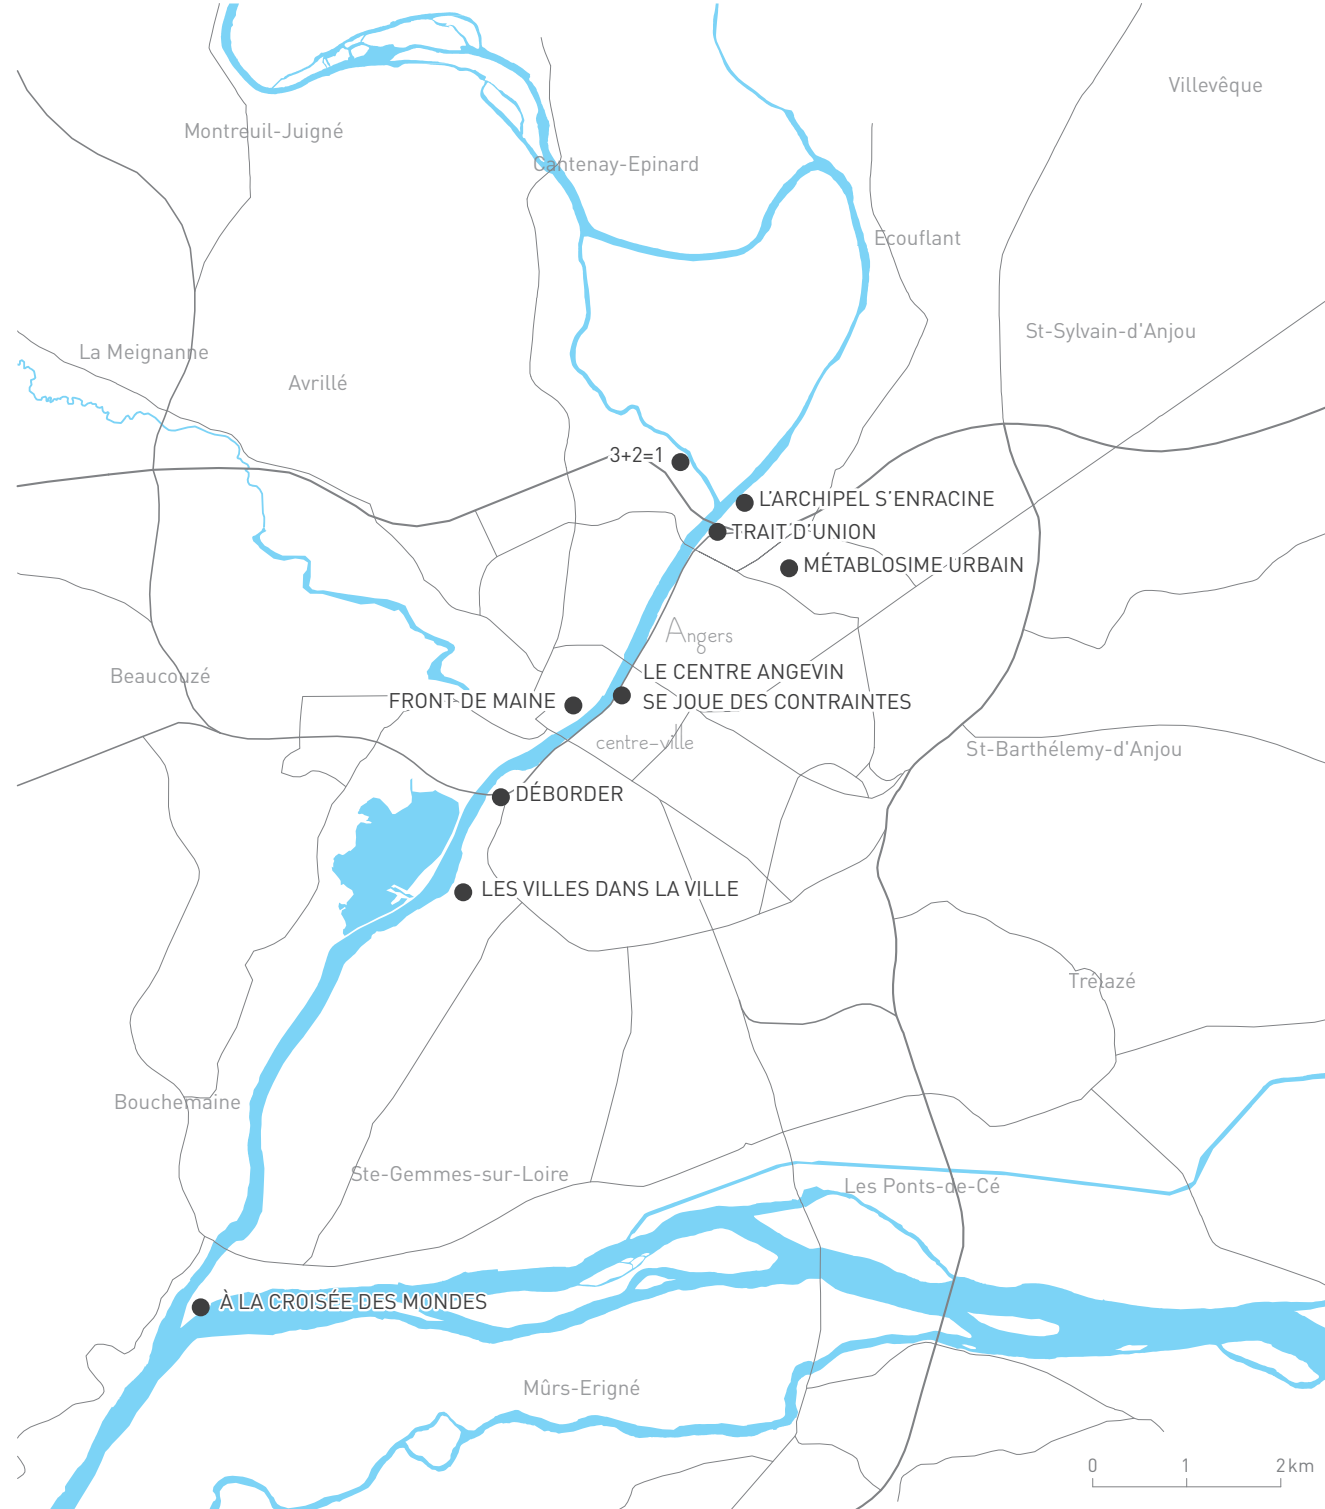 Villevêque
Montreuil-Juigné
Cantenay-Epinard
Ecouflant
St-Sylvain-d'Anjou
La Meignanne
Avrillé
3+2=1
L'ARCHIPEL S'ENRACINE
TRAIT D'UNION
MÉTABLOSIME URBAIN
Angers
LE CENTRE ANGEVIN
SE JOUE DES CONTRAINTES
Beaucouzé
FRONT DE MAINE
centre-ville
St-Barthélemy-d'Anjou
DÉBORDER
LES VILLES DANS LA VILLE
Trélazé
Bouchemaine
Ste-Gemmes-sur-Loire
Les Ponts-de-Cé
À LA CROISÉE DES MONDES
Mûrs-Erigné
0 1 2 km